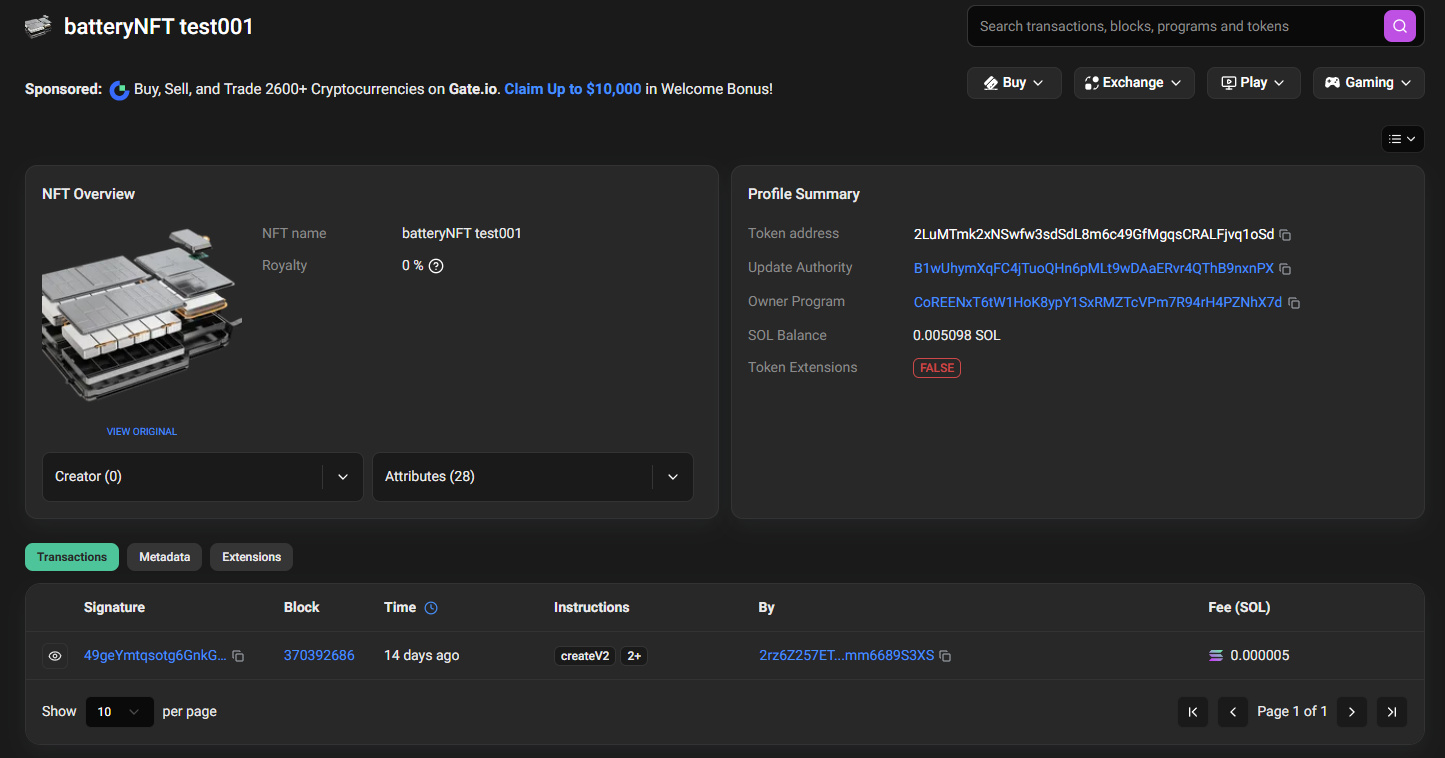 batteryNFT test001
Search transactions, blocks, programs and tokens
Sponsored: Buy, Sell, and Trade 2600+ Cryptocurrencies on Gate.io. Claim Up to $10,000 in Welcome Bonus!
Buy
Exchange
Play
Gaming
NFT Overview
NFT name batteryNFT test001
Royalty 0 %
VIEW ORIGINAL
Creator (0)
Attributes (28)
Profile Summary
Token address 2LuMTmk2xNSwfw3sdSdL8m6c49GfMgqsCRALFjvq1oSd
Update Authority B1wUhymXqFC4jTuoQHn6pMLt9wDAaERvr4QThB9nxnPX
Owner Program CoREENxT6tW1HoK8ypY1SxRMZTcVPm7R94rH4PZNhX7d
SOL Balance 0.005098 SOL
Token Extensions FALSE
Transactions
Metadata
Extensions
Signature Block Time Instructions By Fee (SOL)
49geYmtqsotg6GnkG... 370392686 14 days ago createV2 2+ 2rz6Z257ET...mm6689S3XS 0.000005
Show 10 per page
Page 1 of 1